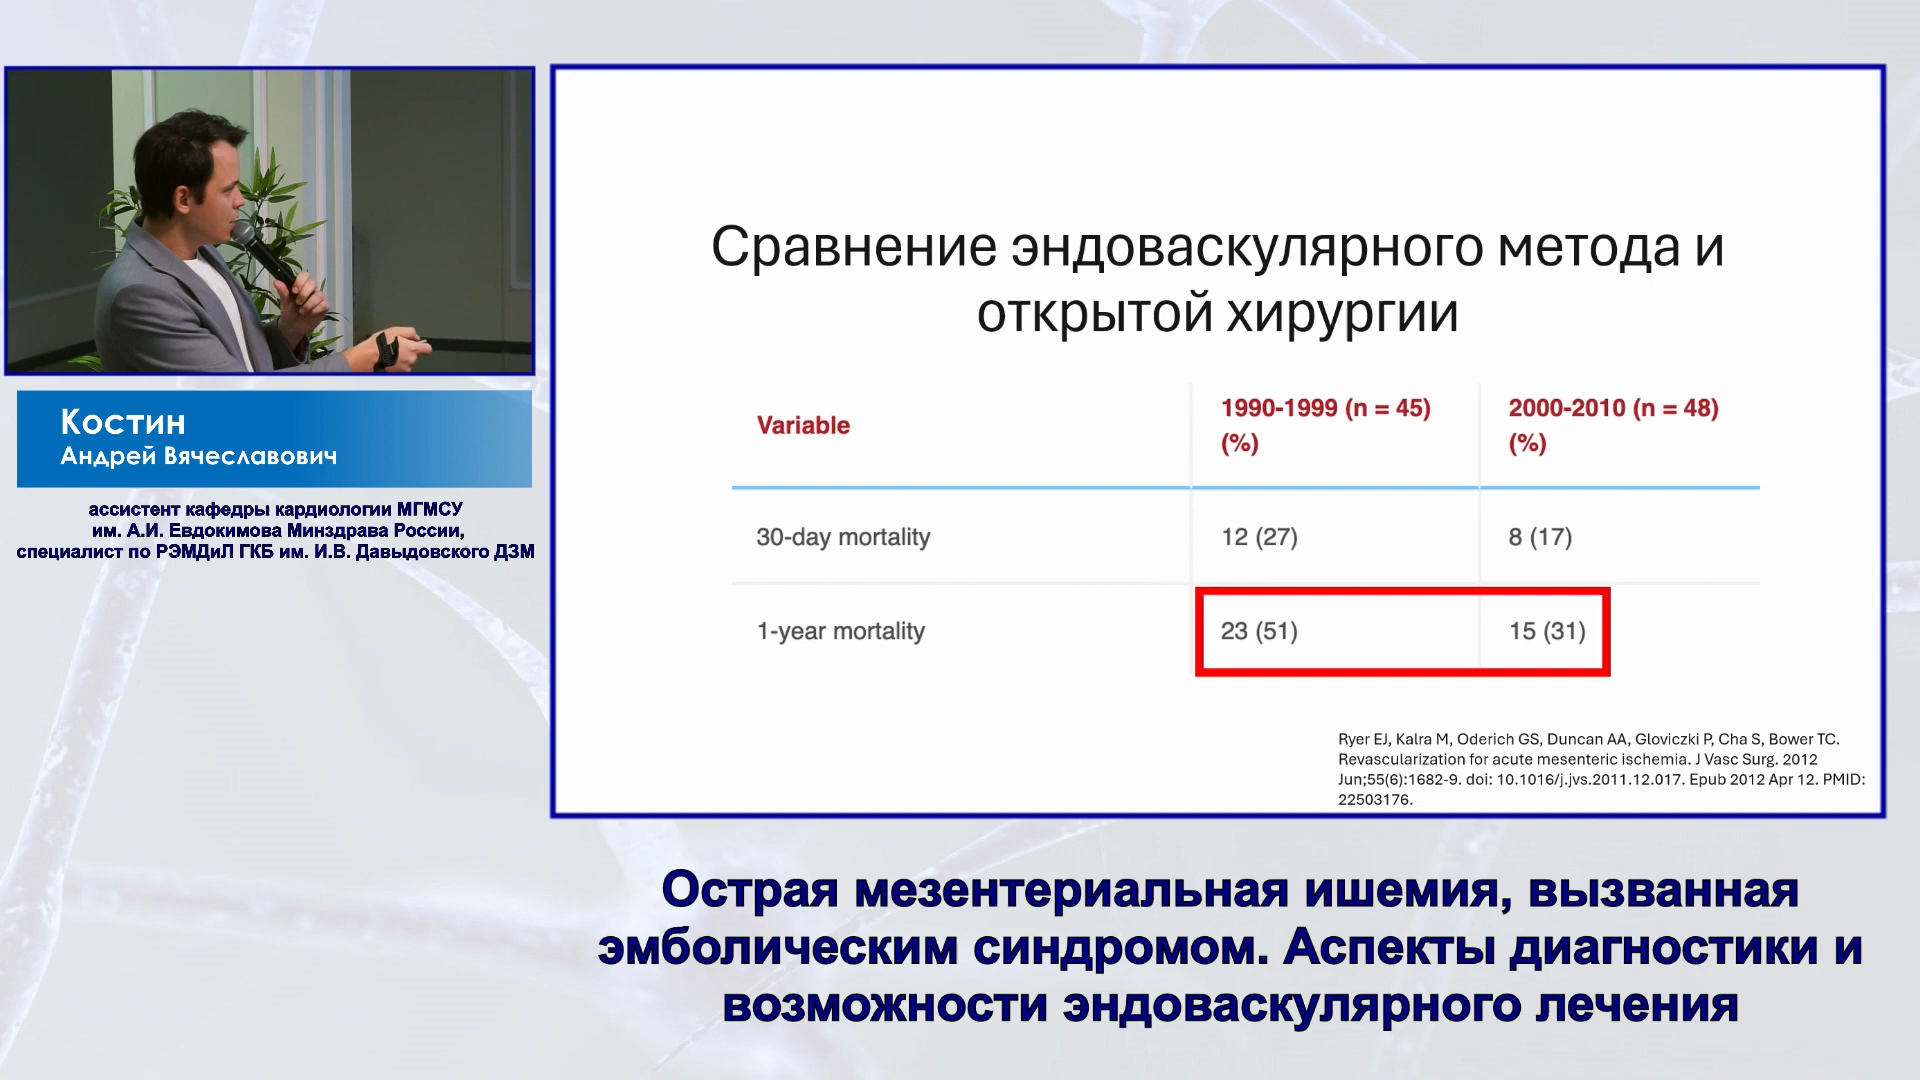 Костин
Андрей Вячеславович
ассистент кафедры кардиологии МГМСУ
им. А.И. Евдокимова Минздрава России,
специалист по РЭМДиЛ ГКБ им. И.В. Давыдовского ДЗМ
Сравнение эндоваскулярного метода и
открытой хирургии
Variable
1990-1999 (n = 45)
(%)
2000-2010 (n = 48)
(%)
30-day mortality 12 (27) 8 (17)
1-year mortality 23 (51) 15 (31)
Ryer EJ, Kalra M, Oderich GS, Duncan AA, Gloviczki P, Cha S, Bower TC.
Revascularization for acute mesenteric ischemia. J Vasc Surg. 2012
Jun;55(6):1682-9. doi: 10.1016/j.jvs.2011.12.017. Epub 2012 Apr 12. PMID:
22503176.
Острая мезентериальная ишемия, вызванная
эмболическим синдромом. Аспекты диагностики и
возможности эндоваскулярного лечения